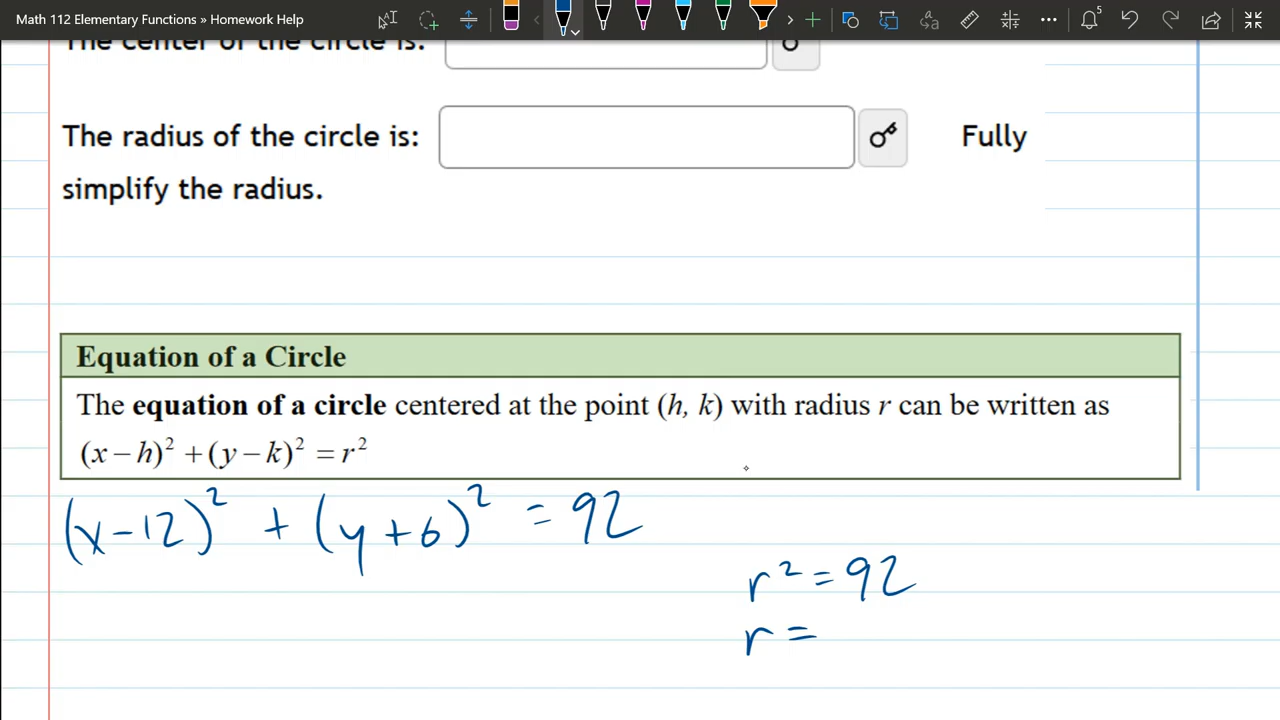 Math 112 Elementary Functions » Homework Help
5
The center of the circle is:
The radius of the circle is: Fully
simplify the radius.
Equation of a Circle
The equation of a circle centered at the point (h, k) with radius r can be written as
(x − h)² + (y − k)² = r²
(x − 12)² + (y + 6)² = 92
r² = 92
r =